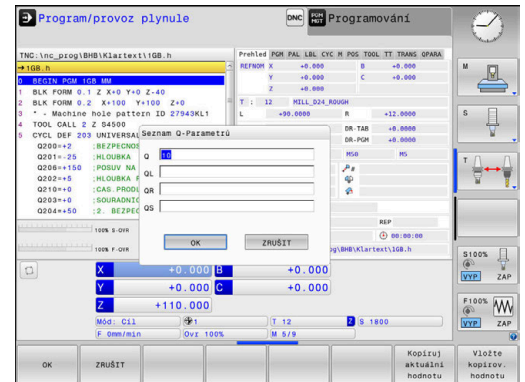 Program/provoz plynule
DNC
PGM MGT
Programování
TNC:\nc_prog\BHB\Klartext\1GB.h
→1GB.h
0 BEGIN PGM 1GB MM
1 BLK FORM 0.1 Z X+0 Y+0 Z-40
2 BLK FORM 0.2 X+100 Y+100 Z+0
3 * - Machine hole pattern ID 27943KL1
4 TOOL CALL 2 Z S4500
5 CYCL DEF 203 UNIVERSAL
Q200=+2 ;BEZPECNOS
Q201=-25 ;HLOUBKA
Q206=+150 ;POSUV NA
Q202=+5 ;HLOUBKA P
Q210=+0 ;CAS.PRODL
Q203=+0 ;SOURADNIC
Q204=+50 ;2. BEZPEC
100% S-OVR
100% F-OVR
Prehled PGM PAL LBL CYC M POS TOOL TT TRANS QPARA
REFNOM X +0.000 B +0.000
Y +0.000 C +0.000
Z +0.000
T : 12 MILL_D24_ROUGH
L +90.0000 R +12.0000
DR-TAB +0.0000
DR-PGM +0.0000
M50 M5
REP
00:00:00
og\BHB\Klartext\1GB.h
Seznam Q-Parametrů
Q 10
QL
QR
QS
OK ZRUŠIT
X +0.000 B +0.000
Y +0.000 C +0.000
Z +110.000
Mód: Cíl 1 T 12 Z S 1800
F 0mm/min Ovr 100% M 5/9
M
S
T
S100%
VYP ZAP
F100%
VYP ZAP
OK
ZRUŠIT
Kopíruj aktuální hodnotu
Vložte kopírov. hodnotu